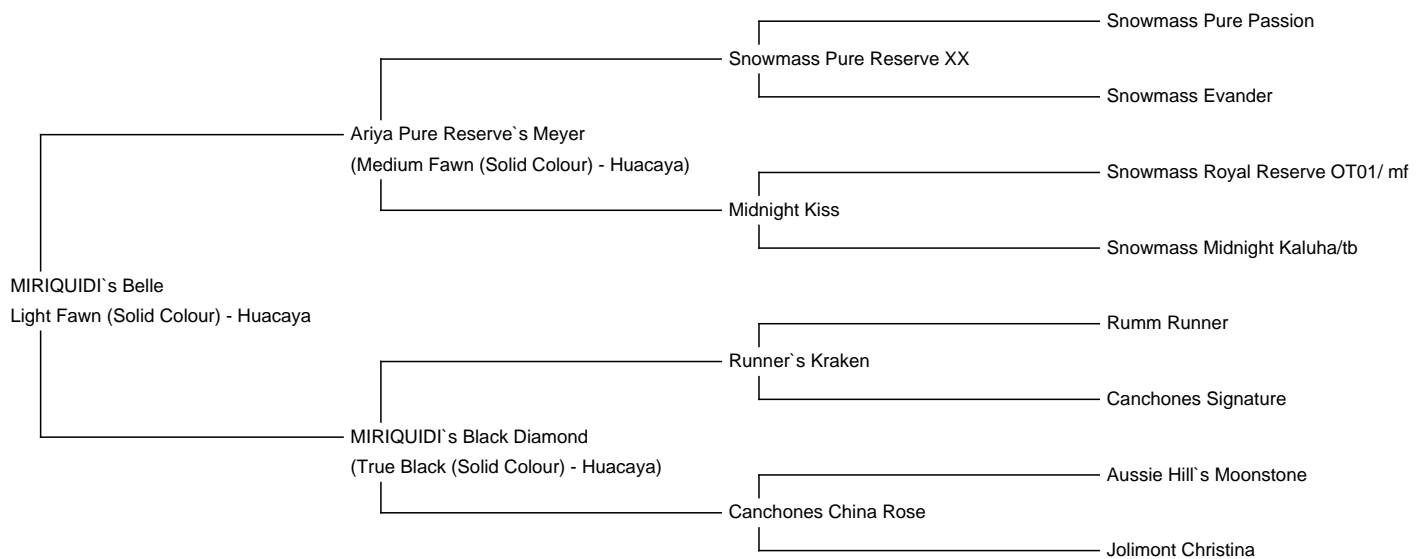 Snowmass Pure Passion
Snowmass Pure Reserve XX
Snowmass Evander
Ariya Pure Reserve`s Meyer
(Medium Fawn (Solid Colour) - Huacaya)
Snowmass Royal Reserve OT01/ mf
Midnight Kiss
Snowmass Midnight Kaluha/tb
MIRIQUIDI`s Belle
Light Fawn (Solid Colour) - Huacaya
Rumm Runner
Runner`s Kraken
Canchones Signature
MIRIQUIDI`s Black Diamond
(True Black (Solid Colour) - Huacaya)
Aussie Hill`s Moonstone
Canchones China Rose
Jolimont Christina